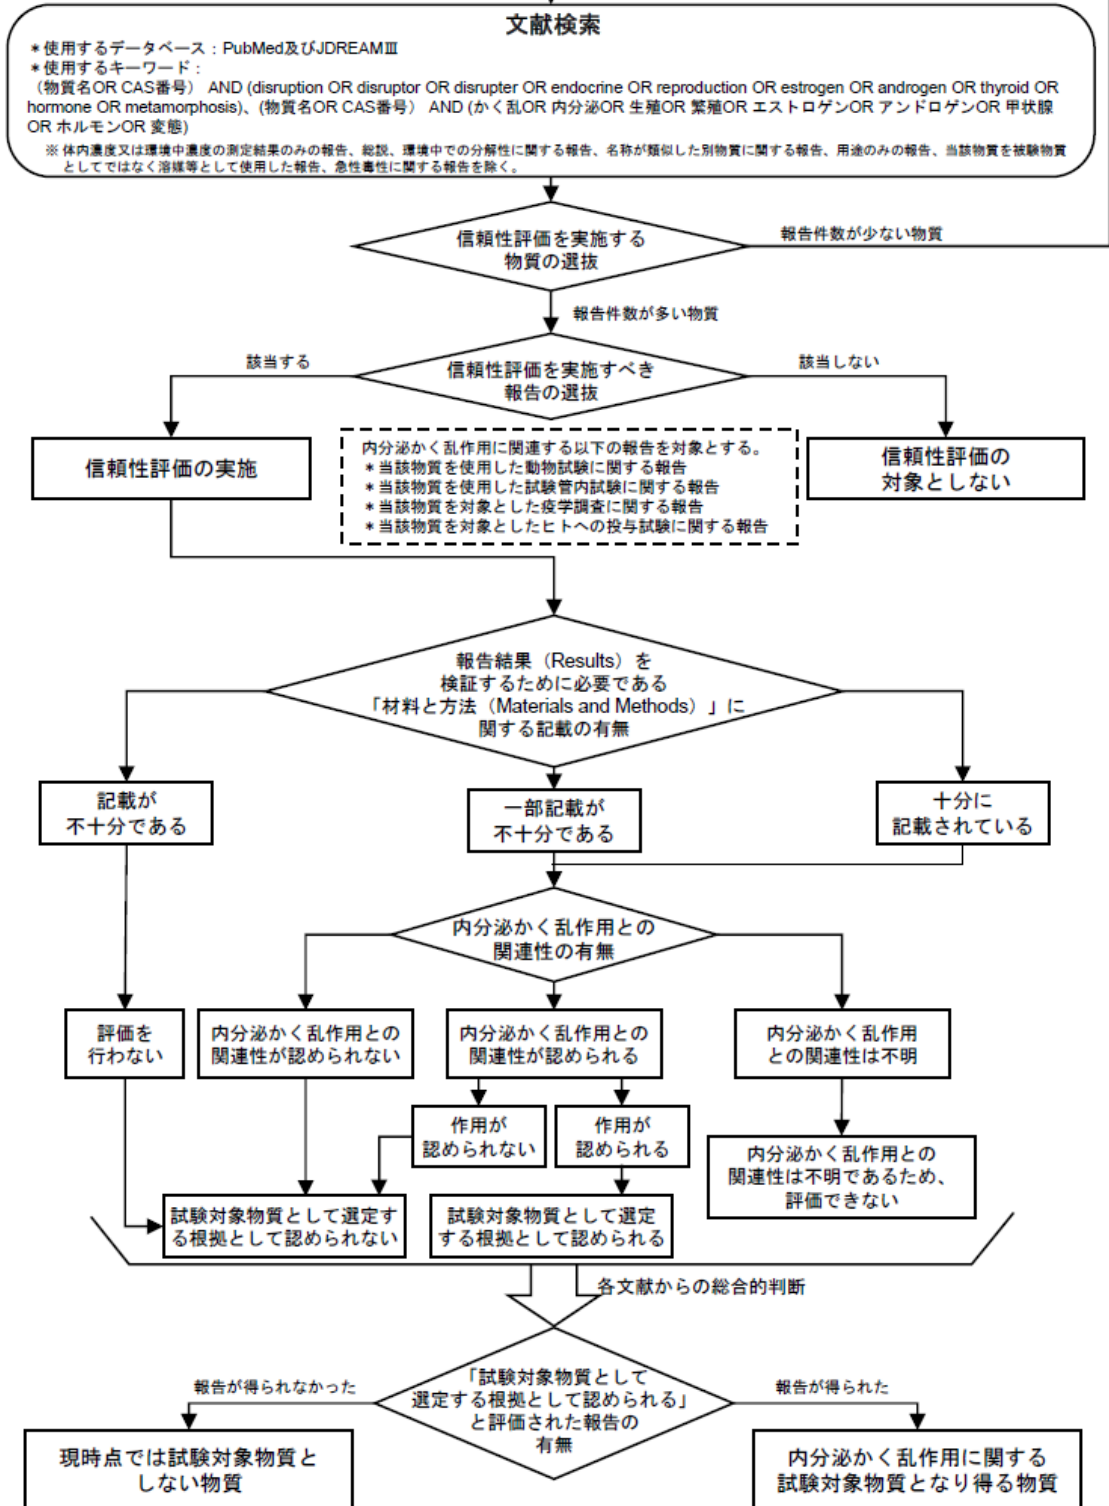 文献検索
＊使用するデータベース：PubMed及びJDREAMⅢ
＊使用するキーワード：
（物質名OR CAS番号） AND (disruption OR disruptor OR disrupter OR endocrine OR reproduction OR estrogen OR androgen OR thyroid OR
hormone OR metamorphosis)、(物質名OR CAS番号） AND (かく乱OR 内分泌OR 生殖OR 繁殖OR エストロゲンOR アンドロゲンOR 甲状腺
OR ホルモンOR 変態)
※ 体内濃度又は環境中濃度の測定結果のみの報告、総説、環境中での分解性に関する報告、名称が類似した別物質に関する報告、用途のみの報告、当該物質を被験物質
としてではなく溶媒等として使用した報告、急性毒性に関する報告を除く。
信頼性評価を実施する
物質の選抜
報告件数が少ない物質
報告件数が多い物質
該当する
信頼性評価を実施すべき
報告の選抜
該当しない
信頼性評価の実施
内分泌かく乱作用に関連する以下の報告を対象とする。
＊当該物質を使用した動物試験に関する報告
＊当該物質を使用した試験管内試験に関する報告
＊当該物質を対象とした疫学調査に関する報告
＊当該物質を対象としたヒトへの投与試験に関する報告
信頼性評価の
対象としない
報告結果（Results）を
検証するために必要である
「材料と方法（Materials and Methods）」に
関する記載の有無
記載が
不十分である
一部記載が
不十分である
十分に
記載されている
内分泌かく乱作用との
関連性の有無
評価を
行わない
内分泌かく乱作用との
関連性が認められない
内分泌かく乱作用との
関連性が認められる
内分泌かく乱作用
との関連性は不明
作用が
認められない
作用が
認められる
内分泌かく乱作用との
関連性は不明であるため、
評価できない
試験対象物質として選定す
る根拠として認められない
試験対象物質として選定
する根拠として認められる
各文献からの総合的判断
「試験対象物質として
選定する根拠として認められる」
と評価された報告の
有無
報告が得られなかった
報告が得られた
現時点では試験対象物質と
しない物質
内分泌かく乱作用に関する
試験対象物質となり得る物質